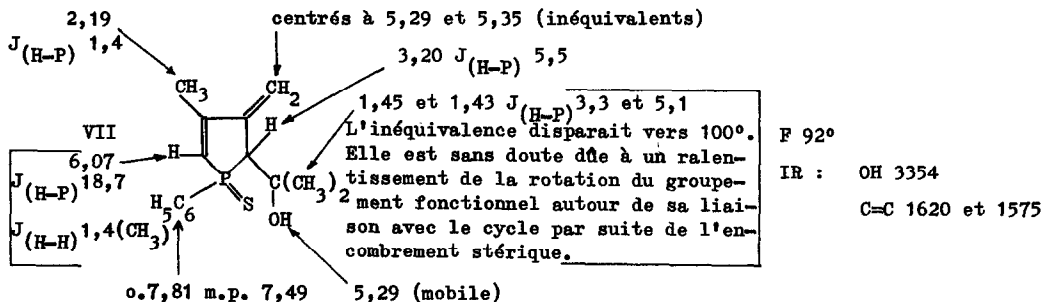 2,19
centrés à 5,29 et 5,35 (inéquivalents)
J(H-P) 1,4
3,20 J(H-P) 5,5
CH3
CH2
H
1,45 et 1,43 J(H-P) 3,3 et 5,1
VII
L'inéquivalence disparait vers 100°.
F 92°
6,07
H
Elle est sans doute dûe à un ralen-
J(H-P) 18,7
P
C(CH3)2
tissement de la rotation du groupe-
IR : OH 3354
H5C6
S
OH
ment fonctionnel autour de sa liai-
C=C 1620 et 1575
J(H-H) 1,4(CH3)
son avec le cycle par suite de l'en-
combrement stérique.
o.7,81 m.p. 7,49
5,29 (mobile)